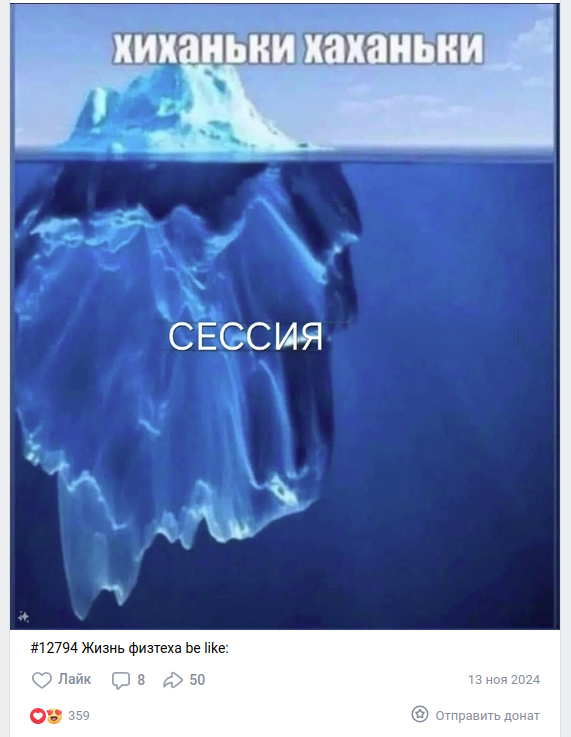 хиханьки хаханьки
СЕССИЯ
#12794 Жизнь физтеха be like:
Лайк 8 50 13 ноя 2024
359 Отправить донат